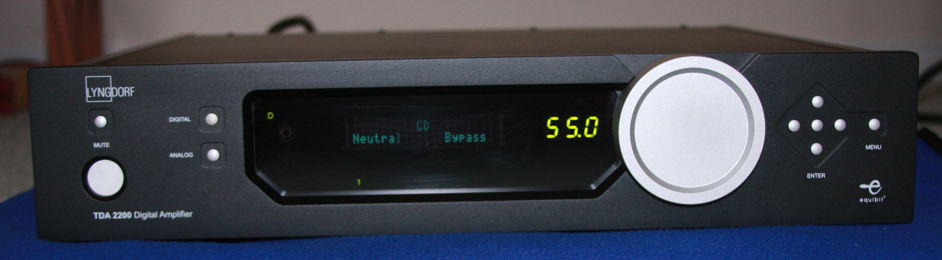 LYNGDORF
MUTE
DIGITAL
ANALOG
TDA 2200 Digital Amplifier
D
CD
Neutral Bypass
55.0
1
MENU
ENTER
equibit